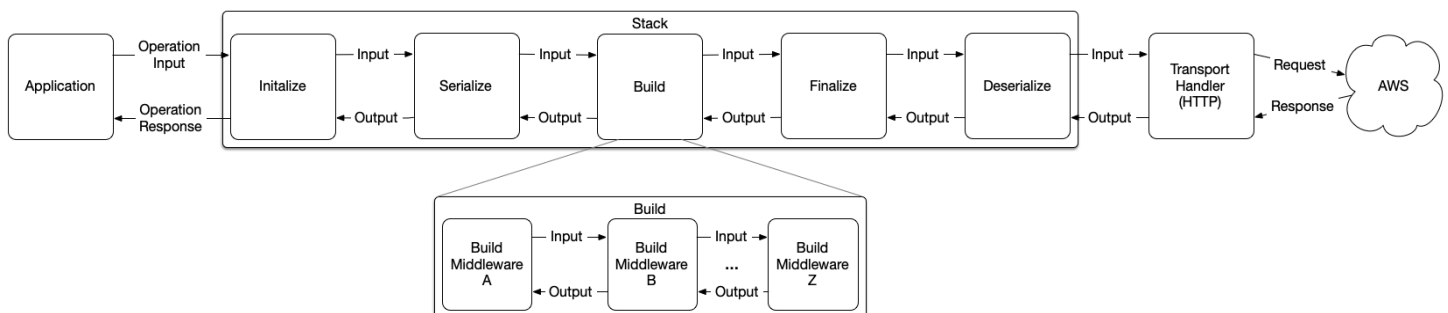 Stack
Operation
Input
Input
Input
Input
Input
Input
Request
Application
Initalize
Serialize
Build
Finalize
Deserialize
Transport
Handler
(HTTP)
AWS
Operation
Response
Output
Output
Output
Output
Output
Response
Build
Input
Input
Build
Middleware
A
Build
Middleware
B
...
Build
Middleware
Z
Output
Output